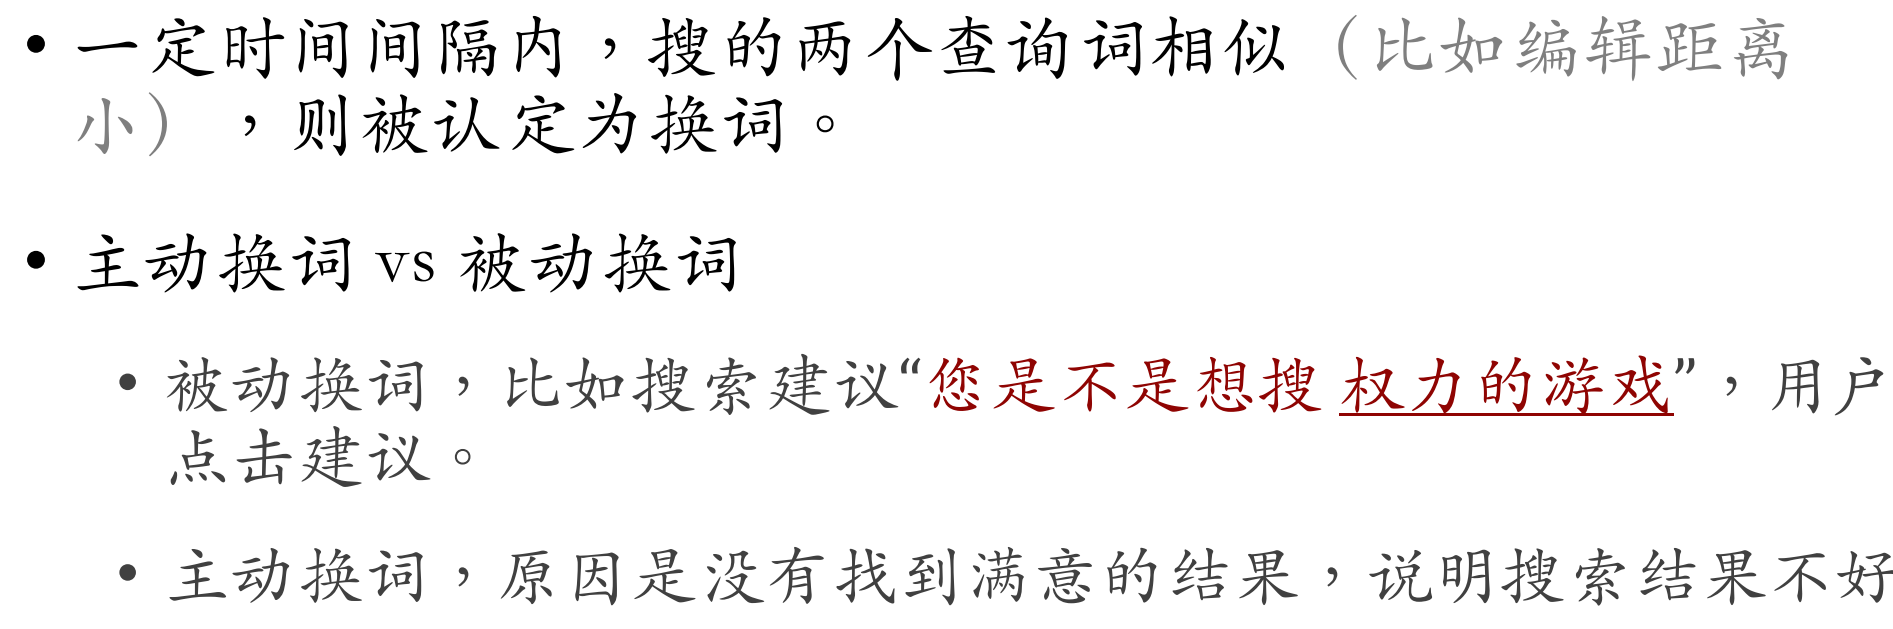 • 一定时间间隔内，搜的两个查询词相似（比如编辑距离
小），则被认定为换词。
• 主动换词 vs 被动换词
• 被动换词，比如搜索建议“您是不是想搜 权力的游戏”，用户
点击建议。
• 主动换词，原因是没有找到满意的结果，说明搜索结果不好